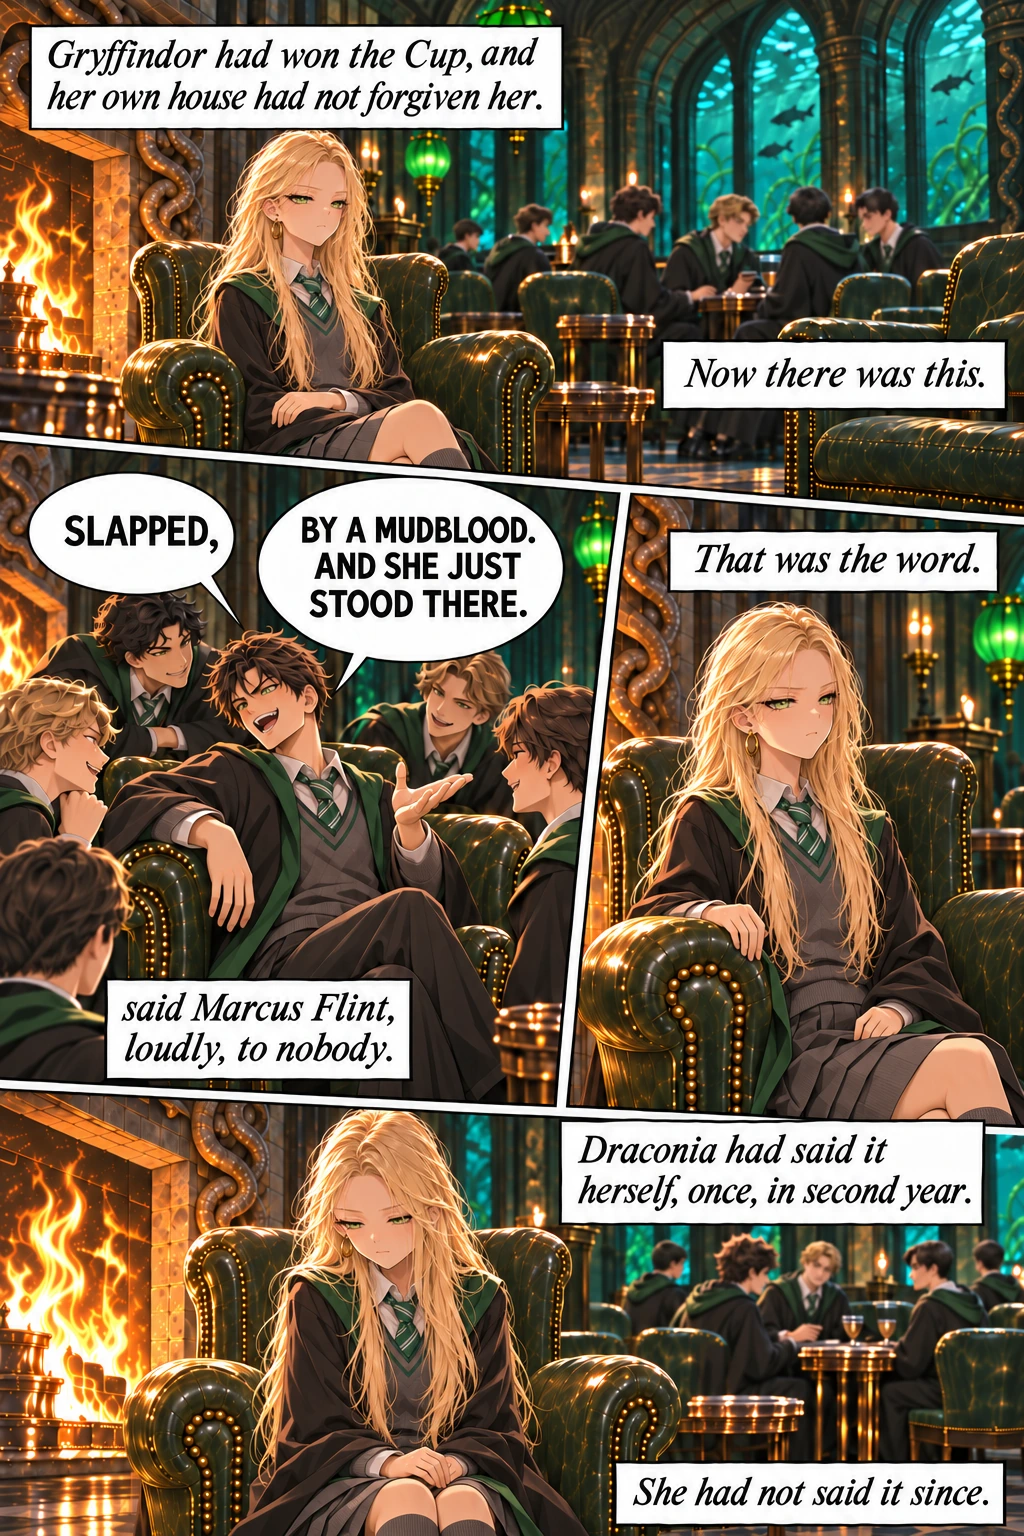 Gryffindor had won the Cup, and
her own house had not forgiven her.
Now there was this.
SLAPPED,
BY A MUDBLOOD.
AND SHE JUST
STOOD THERE.
said Marcus Flint,
loudly, to nobody.
That was the word.
Draconia had said it
herself, once, in second year.
She had not said it since.